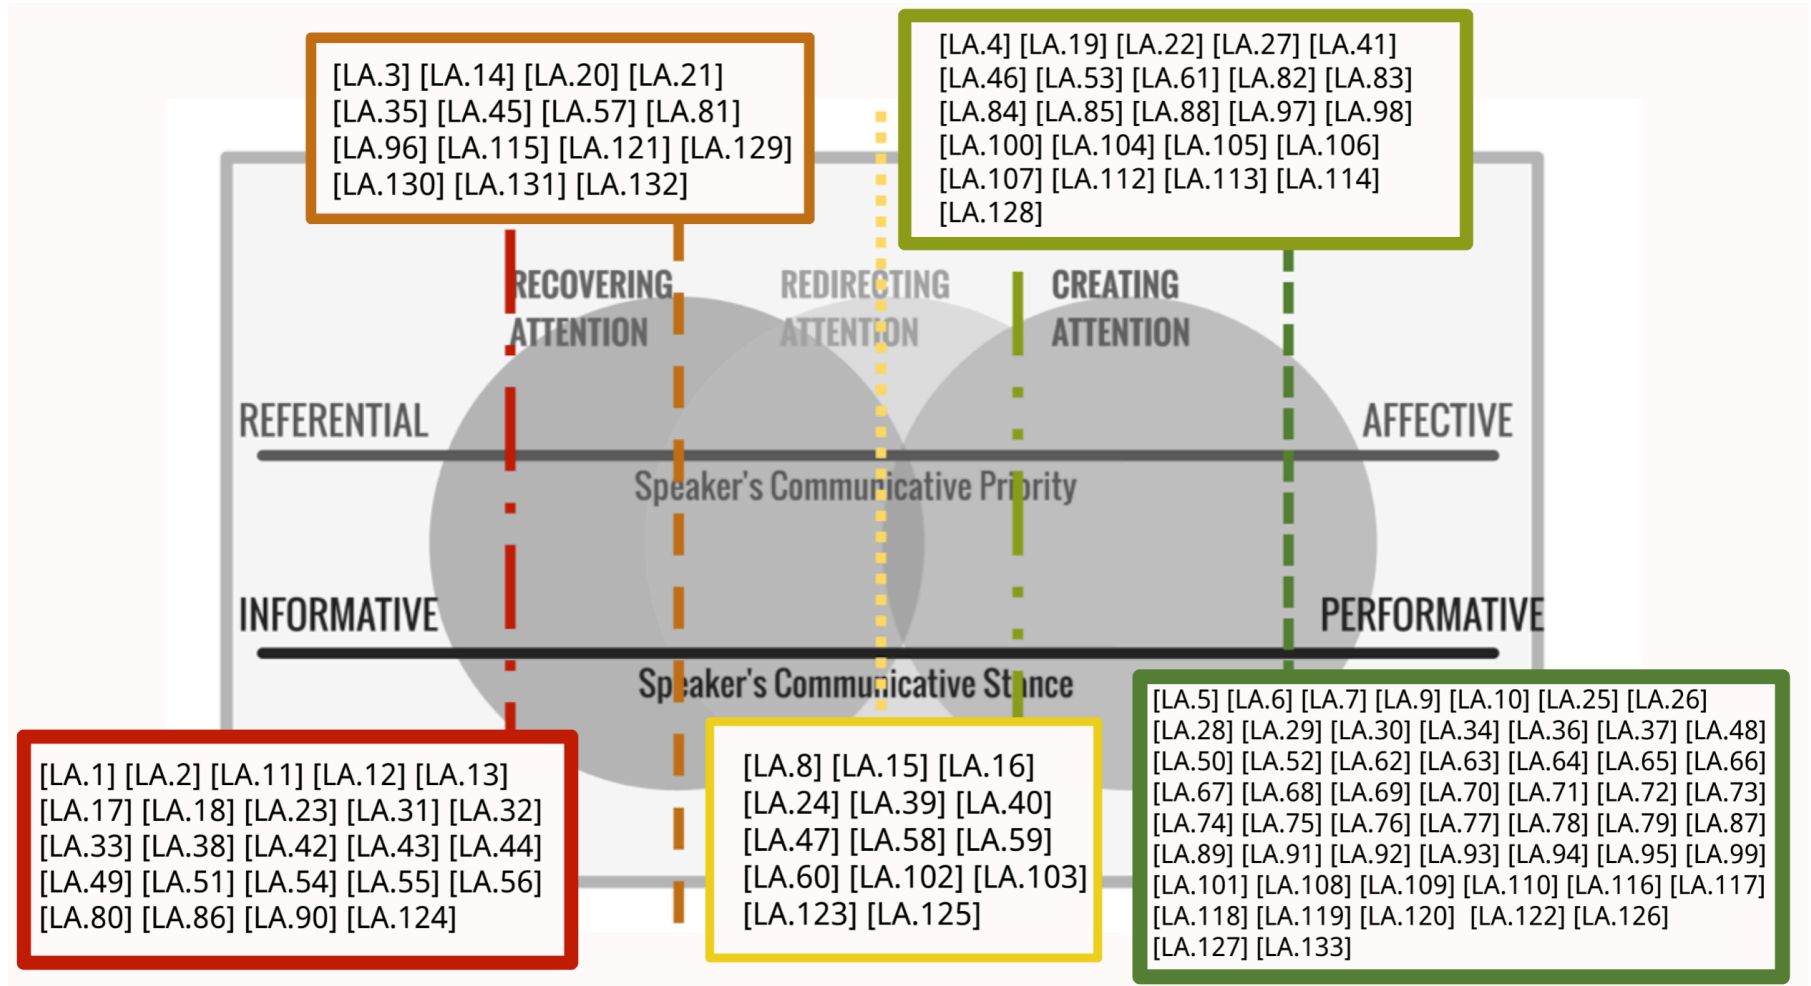 [LA.3] [LA.14] [LA.20] [LA.21]
[LA.35] [LA.45] [LA.57] [LA.81]
[LA.96] [LA.115] [LA.121] [LA.129]
[LA.130] [LA.131] [LA.132]
[LA.4] [LA.19] [LA.22] [LA.27] [LA.41]
[LA.46] [LA.53] [LA.61] [LA.82] [LA.83]
[LA.84] [LA.85] [LA.88] [LA.97] [LA.98]
[LA.100] [LA.104] [LA.105] [LA.106]
[LA.107] [LA.112] [LA.113] [LA.114]
[LA.128]
RECOVERING
ATTENTION
REDIRECTING
ATTENTION
CREATING
ATTENTION
REFERENTIAL
AFFECTIVE
Speaker's Communicative Priority
INFORMATIVE
PERFORMATIVE
Speaker's Communicative Stance
[LA.1] [LA.2] [LA.11] [LA.12] [LA.13]
[LA.17] [LA.18] [LA.23] [LA.31] [LA.32]
[LA.33] [LA.38] [LA.42] [LA.43] [LA.44]
[LA.49] [LA.51] [LA.54] [LA.55] [LA.56]
[LA.80] [LA.86] [LA.90] [LA.124]
[LA.8] [LA.15] [LA.16]
[LA.24] [LA.39] [LA.40]
[LA.47] [LA.58] [LA.59]
[LA.60] [LA.102] [LA.103]
[LA.123] [LA.125]
[LA.5] [LA.6] [LA.7] [LA.9] [LA.10] [LA.25] [LA.26]
[LA.28] [LA.29] [LA.30] [LA.34] [LA.36] [LA.37] [LA.48]
[LA.50] [LA.52] [LA.62] [LA.63] [LA.64] [LA.65] [LA.66]
[LA.67] [LA.68] [LA.69] [LA.70] [LA.71] [LA.72] [LA.73]
[LA.74] [LA.75] [LA.76] [LA.77] [LA.78] [LA.79] [LA.87]
[LA.89] [LA.91] [LA.92] [LA.93] [LA.94] [LA.95] [LA.99]
[LA.101] [LA.108] [LA.109] [LA.110] [LA.116] [LA.117]
[LA.118] [LA.119] [LA.120] [LA.122] [LA.126]
[LA.127] [LA.133]